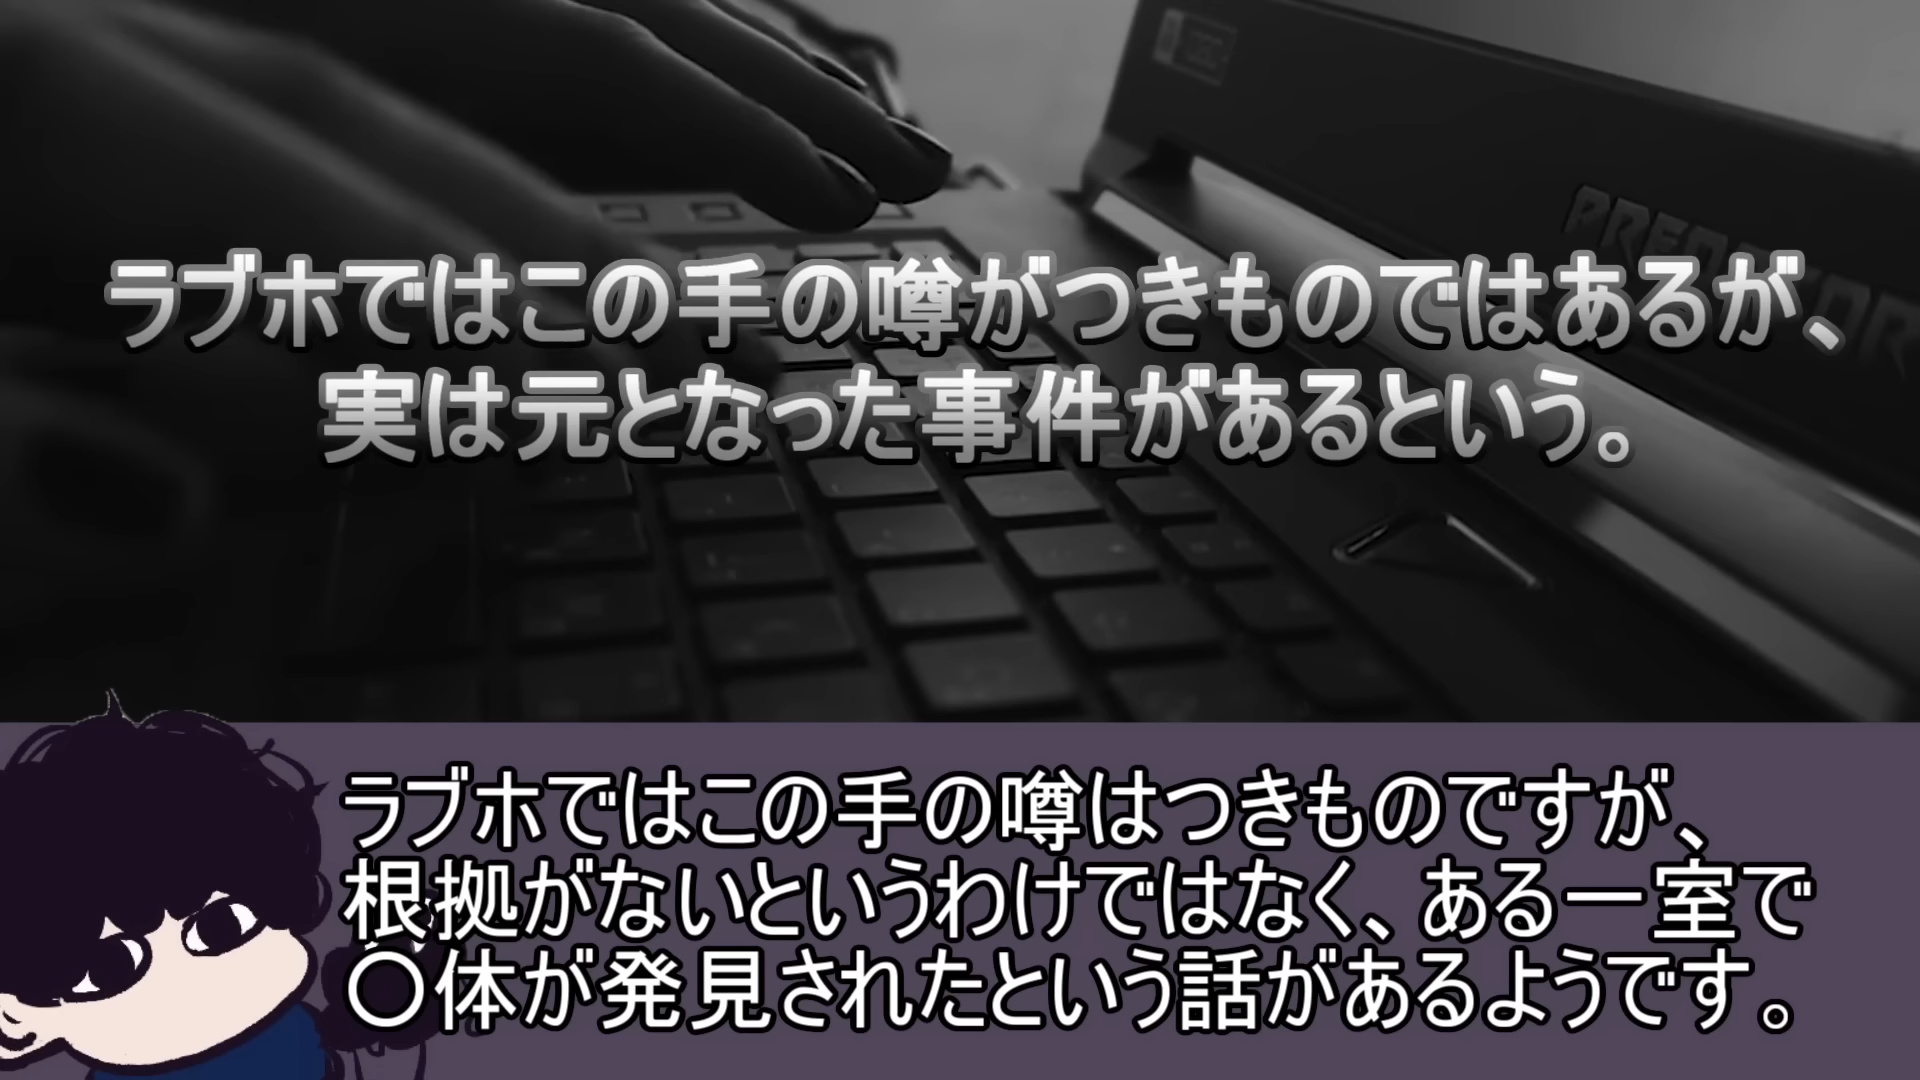 ラブホではこの手の噂がつきものではあるが、
実は元となった事件があるという。
ラブホではこの手の噂はつきものですが、
根拠がないというわけではなく、ある一室で
〇体が発見されたという話があるようです。